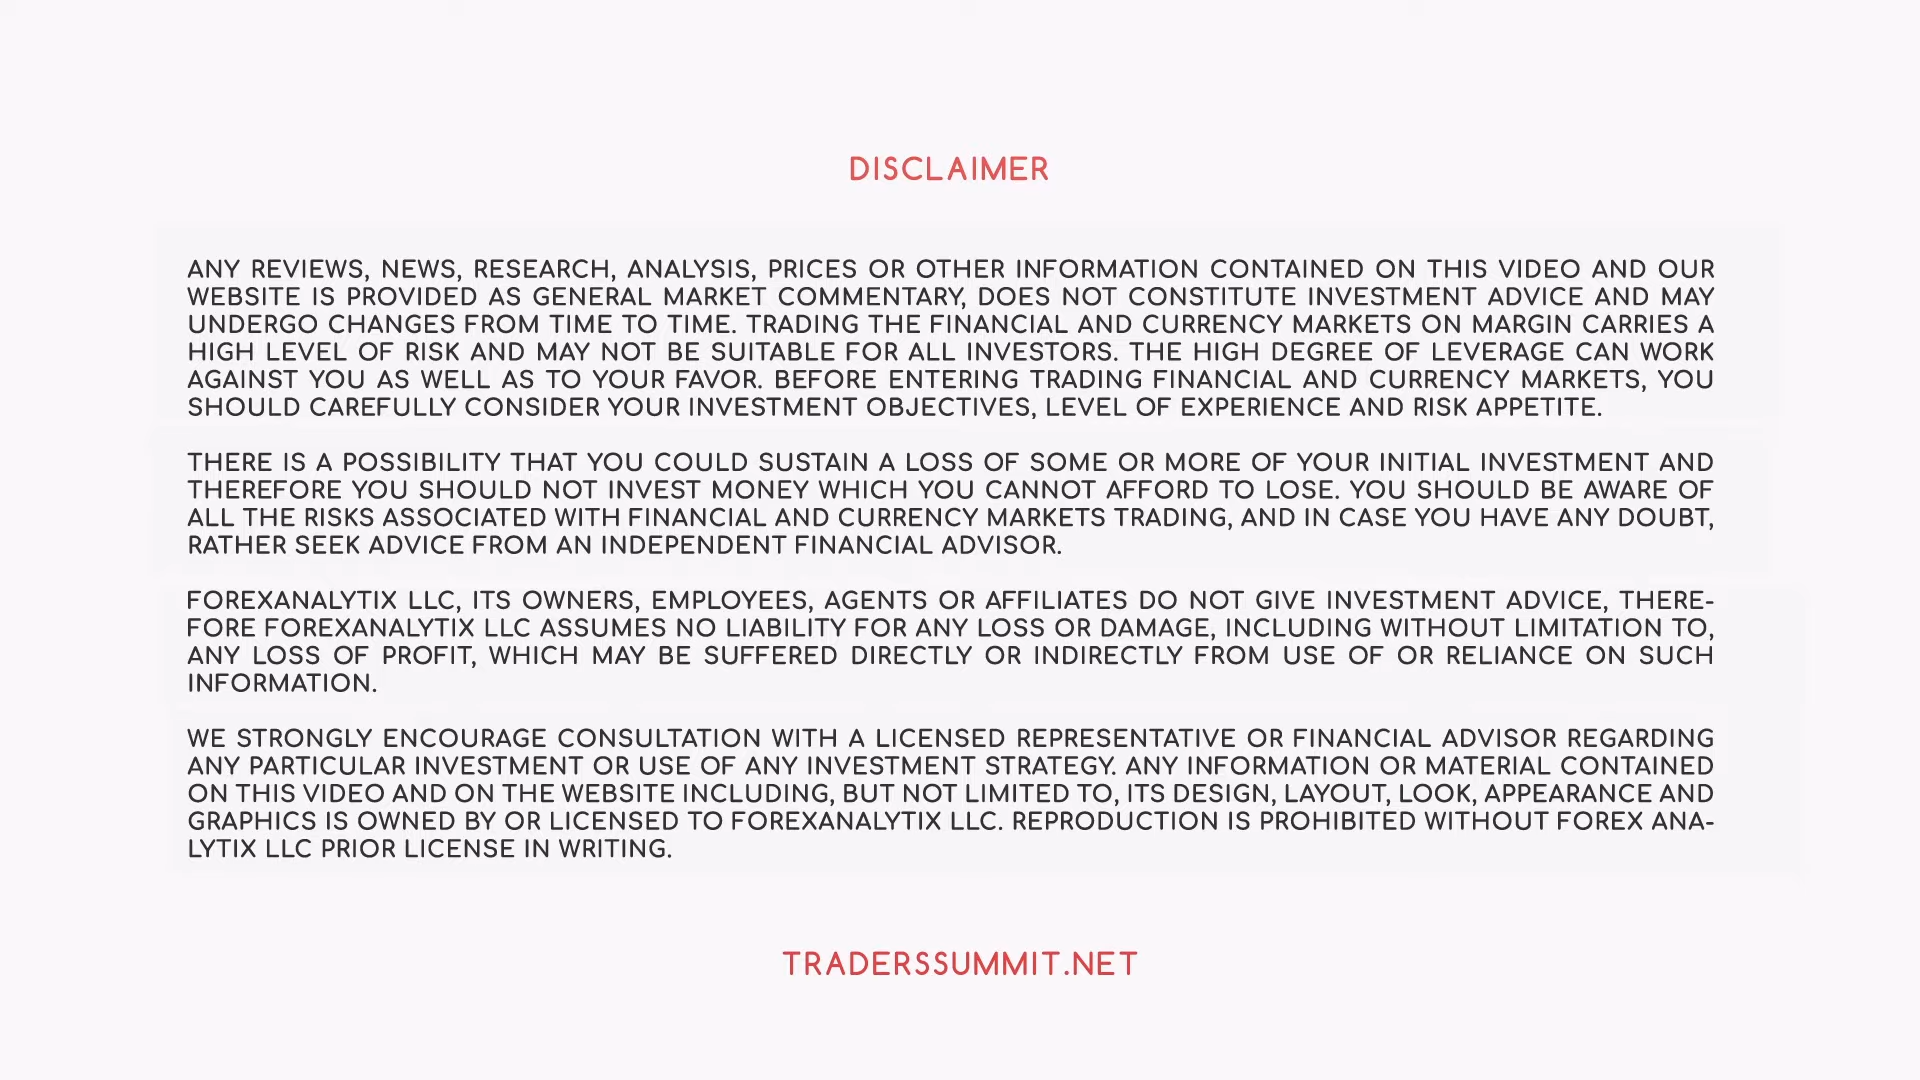 DISCLAIMER
ANY REVIEWS, NEWS, RESEARCH, ANALYSIS, PRICES OR OTHER INFORMATION CONTAINED ON THIS VIDEO AND OUR
WEBSITE IS PROVIDED AS GENERAL MARKET COMMENTARY, DOES NOT CONSTITUTE INVESTMENT ADVICE AND MAY
UNDERGO CHANGES FROM TIME TO TIME. TRADING THE FINANCIAL AND CURRENCY MARKETS ON MARGIN CARRIES A
HIGH LEVEL OF RISK AND MAY NOT BE SUITABLE FOR ALL INVESTORS. THE HIGH DEGREE OF LEVERAGE CAN WORK
AGAINST YOU AS WELL AS TO YOUR FAVOR. BEFORE ENTERING TRADING FINANCIAL AND CURRENCY MARKETS, YOU
SHOULD CAREFULLY CONSIDER YOUR INVESTMENT OBJECTIVES, LEVEL OF EXPERIENCE AND RISK APPETITE.
THERE IS A POSSIBILITY THAT YOU COULD SUSTAIN A LOSS OF SOME OR MORE OF YOUR INITIAL INVESTMENT AND
THEREFORE YOU SHOULD NOT INVEST MONEY WHICH YOU CANNOT AFFORD TO LOSE. YOU SHOULD BE AWARE OF
ALL THE RISKS ASSOCIATED WITH FINANCIAL AND CURRENCY MARKETS TRADING, AND IN CASE YOU HAVE ANY DOUBT,
RATHER SEEK ADVICE FROM AN INDEPENDENT FINANCIAL ADVISOR.
FOREXANALYTIX LLC, ITS OWNERS, EMPLOYEES, AGENTS OR AFFILIATES DO NOT GIVE INVESTMENT ADVICE, THERE-
FORE FOREXANALYTIX LLC ASSUMES NO LIABILITY FOR ANY LOSS OR DAMAGE, INCLUDING WITHOUT LIMITATION TO,
ANY LOSS OF PROFIT, WHICH MAY BE SUFFERED DIRECTLY OR INDIRECTLY FROM USE OF OR RELIANCE ON SUCH
INFORMATION.
WE STRONGLY ENCOURAGE CONSULTATION WITH A LICENSED REPRESENTATIVE OR FINANCIAL ADVISOR REGARDING
ANY PARTICULAR INVESTMENT OR USE OF ANY INVESTMENT STRATEGY. ANY INFORMATION OR MATERIAL CONTAINED
ON THIS VIDEO AND ON THE WEBSITE INCLUDING, BUT NOT LIMITED TO, ITS DESIGN, LAYOUT, LOOK, APPEARANCE AND
GRAPHICS IS OWNED BY OR LICENSED TO FOREXANALYTIX LLC. REPRODUCTION IS PROHIBITED WITHOUT FOREX ANA-
LYTIX LLC PRIOR LICENSE IN WRITING.
TRADERSSUMMIT.NET